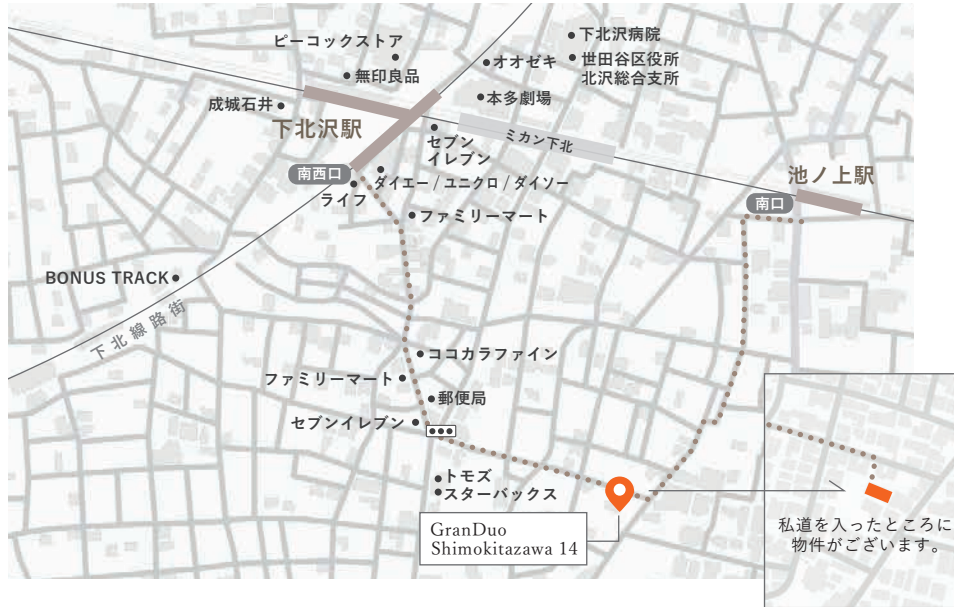 ピーコックストア
無印良品
成城石井
下北沢駅
オオゼキ
下北沢病院
世田谷区役所
北沢総合支所
本多劇場
セブン
イレブン
ミカン下北
南西口
ライフ
ダイエー / ユニクロ / ダイソー
ファミリーマート
池ノ上駅
南口
BONUS TRACK
下北線路街
ココカラファイン
ファミリーマート
郵便局
セブンイレブン
トモズ
スターバックス
GranDuo
Shimokitazawa 14
私道を入ったところに
物件がございます。